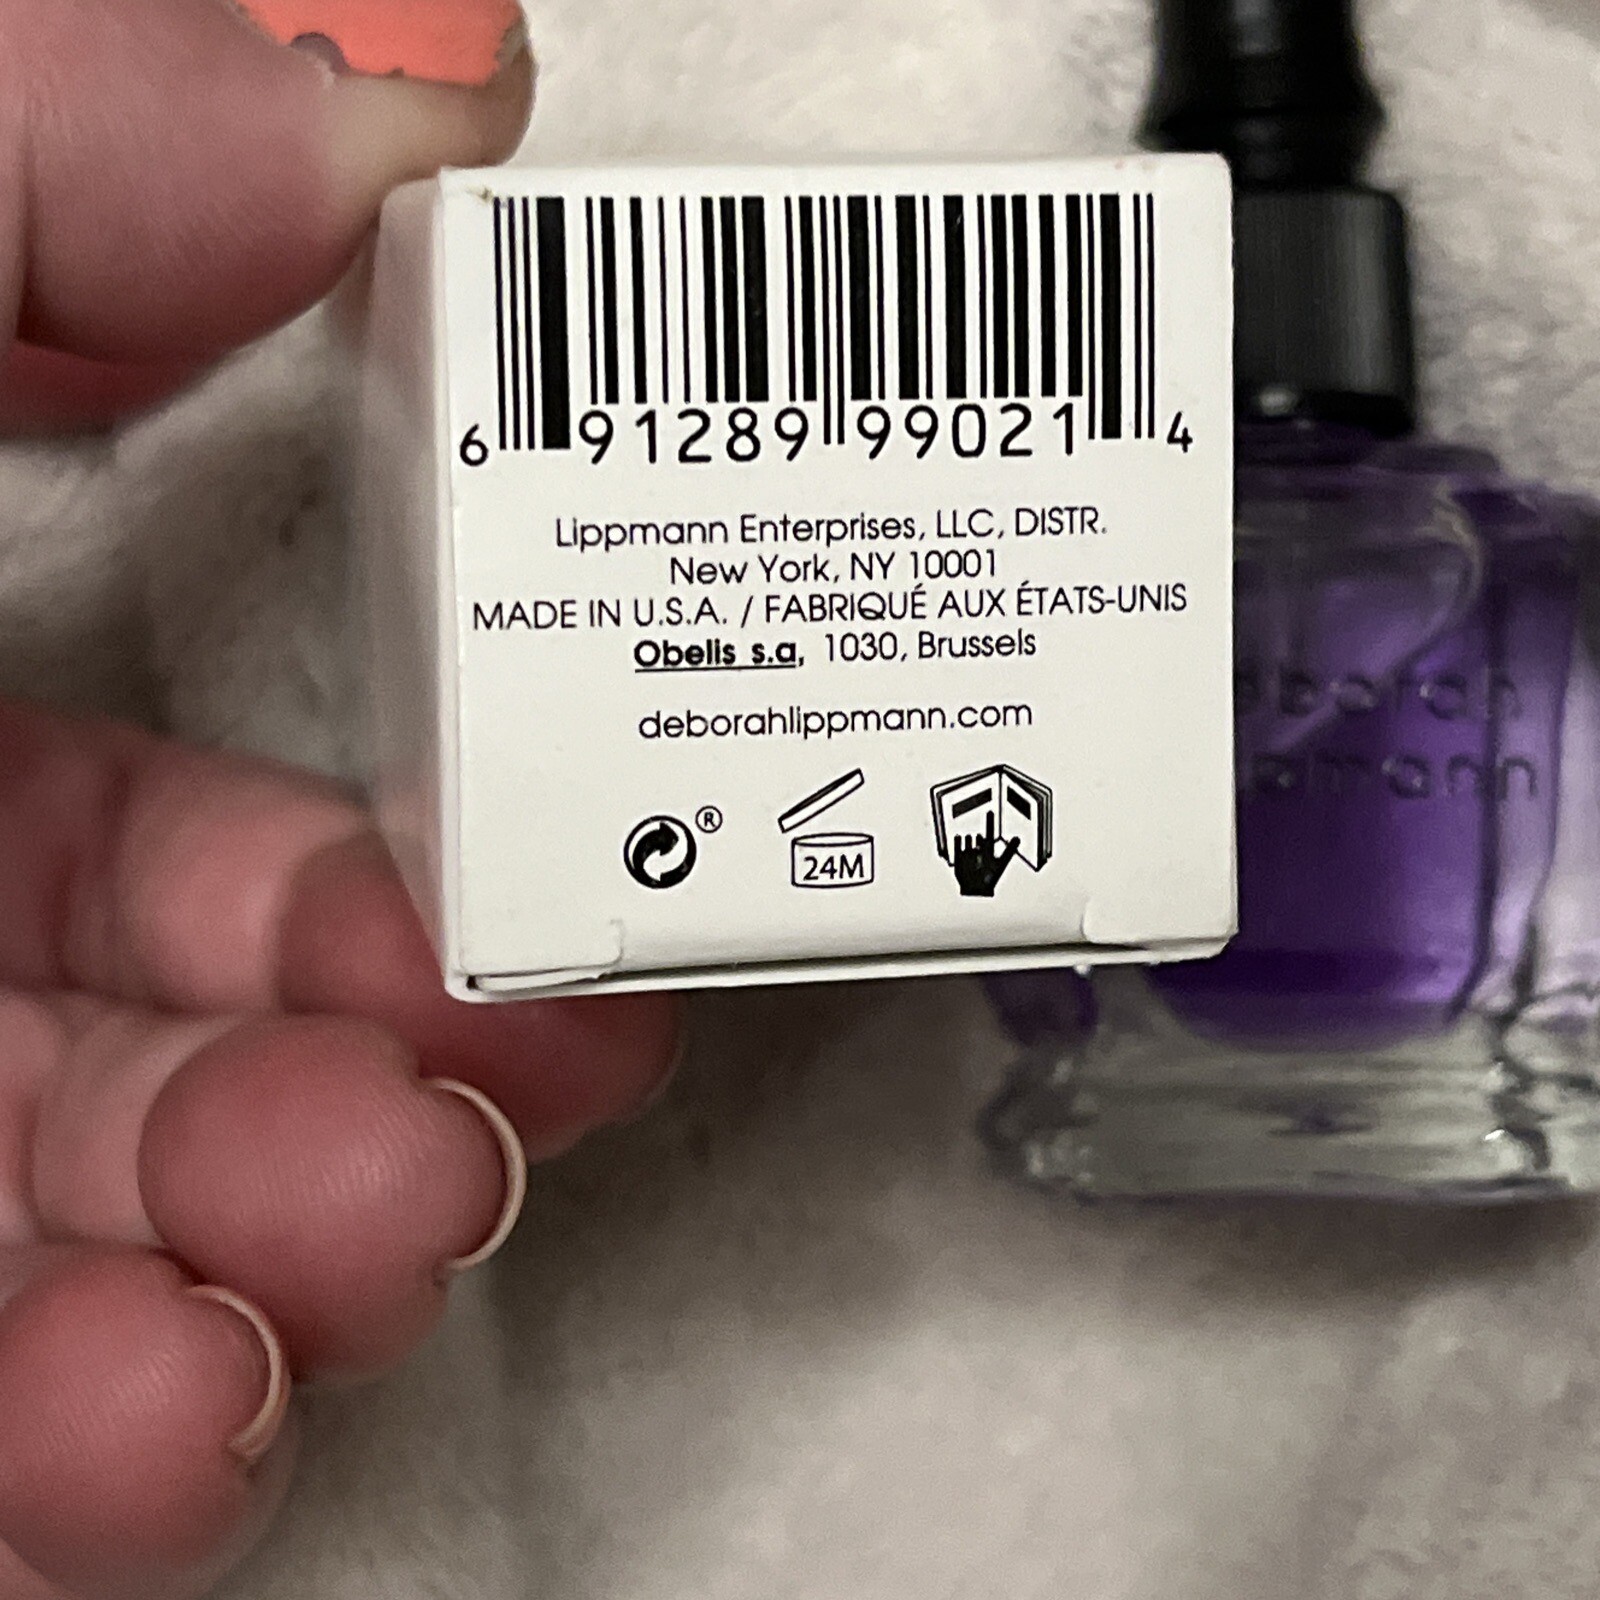 6 91289 99021 4
Lippmann Enterprises, LLC, DISTR.
New York, NY 10001
MADE IN U.S.A. / FABRIQUÉ AUX ÉTATS-UNIS
Obelis s.a, 1030, Brussels
deborahlippmann.com
®
24M